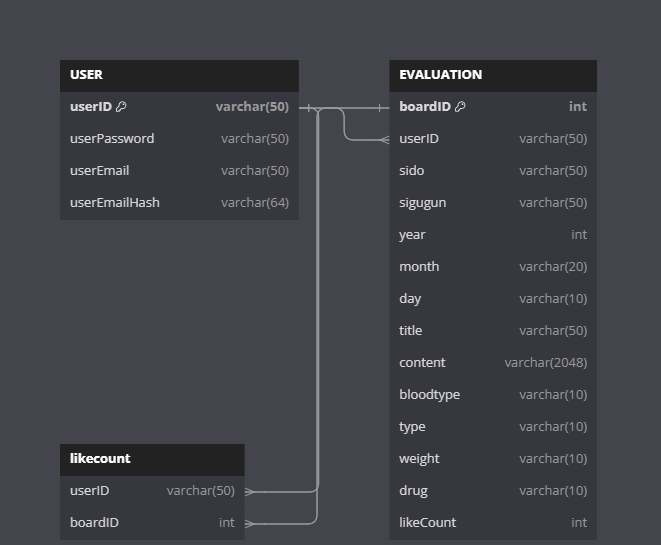 USER
userID varchar(50)
userPassword varchar(50)
userEmail varchar(50)
userEmailHash varchar(64)
EVALUATION
boardID int
userID varchar(50)
sido varchar(50)
sigugun varchar(50)
year int
month varchar(20)
day varchar(10)
title varchar(50)
content varchar(2048)
bloodtype varchar(10)
type varchar(10)
weight varchar(10)
drug varchar(10)
likeCount int
likecount
userID varchar(50)
boardID int